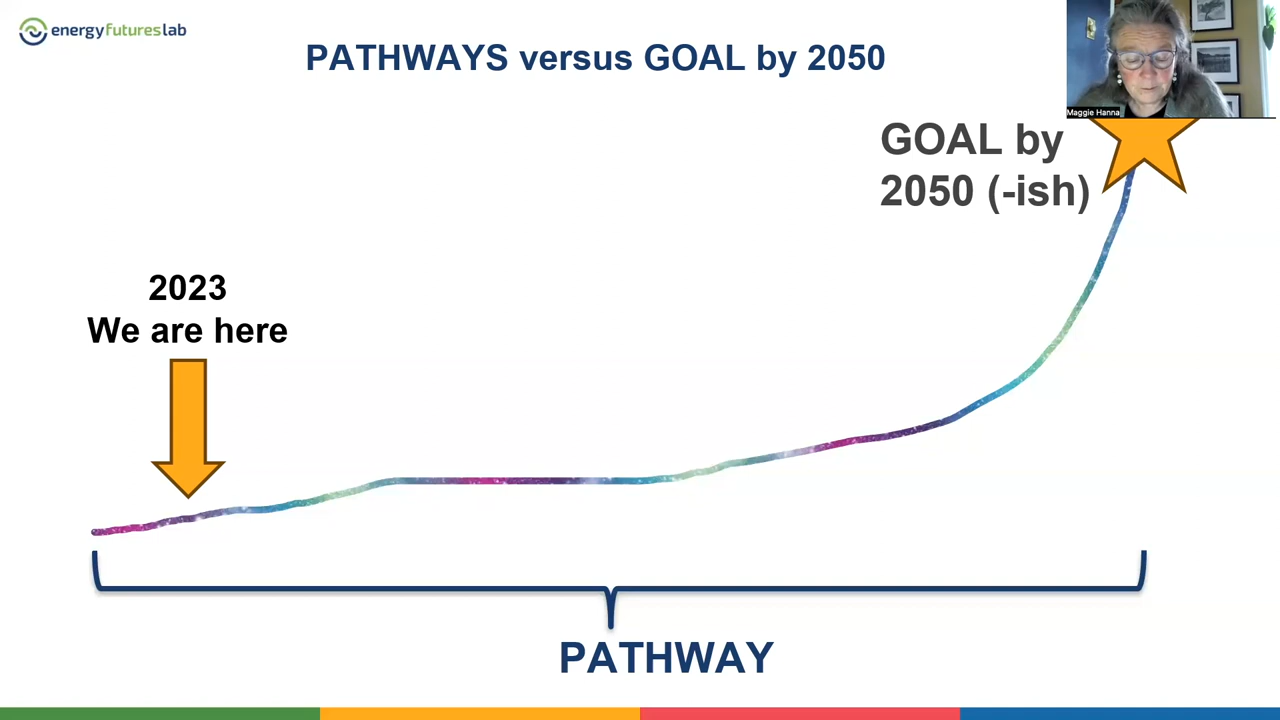 energyfutureslab
PATHWAYS versus GOAL by 2050
Maggie Hanna
GOAL by
2050 (-ish)
2023
We are here
PATHWAY